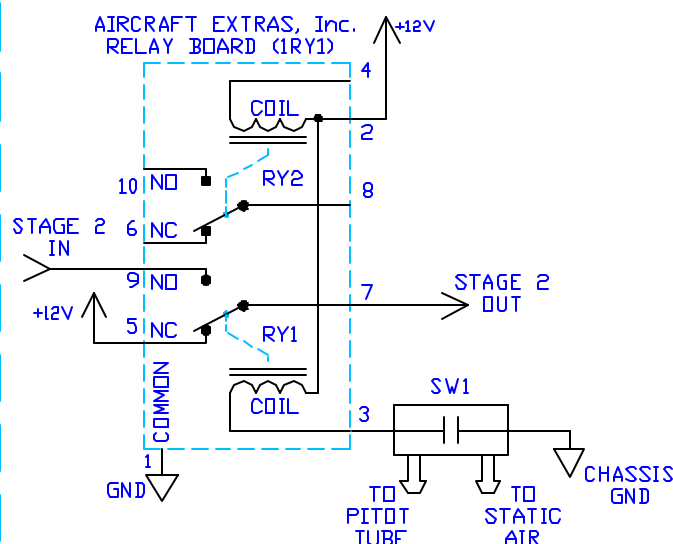 AIRCRAFT EXTRAS, Inc.
RELAY BOARD (1RY1)
+12V
4
COIL
2
10 NO
RY2
8
STAGE 2
IN
6 NC
9 NO
7
STAGE 2
OUT
+12V
5 NC
RY1
COMMON
COIL
3
SW1
1
GND
CHASSIS
GND
TO
PITOT
TUBE
TO
STATIC
AIR